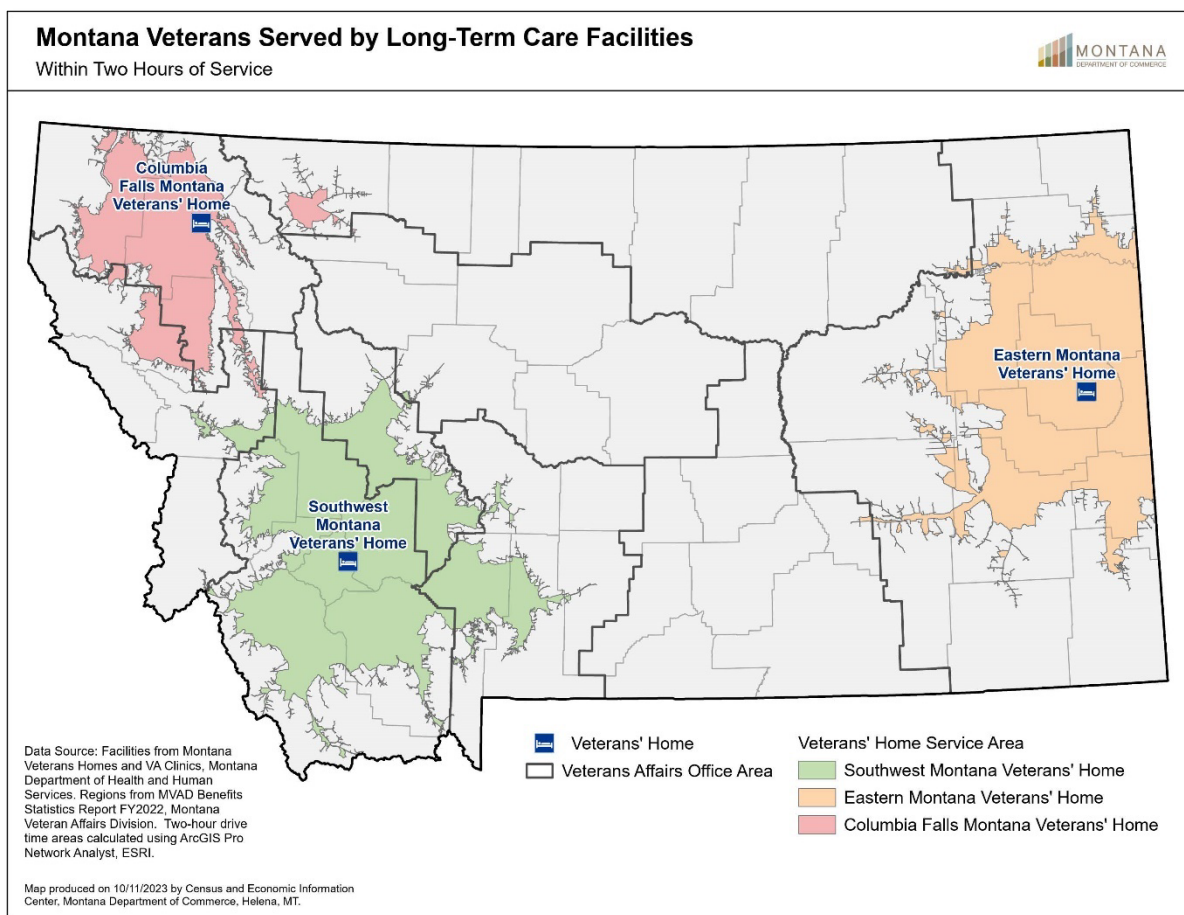 Montana Veterans Served by Long-Term Care Facilities
Within Two Hours of Service
MONTANA
DEPARTMENT OF COMMERCE
Columbia
Falls Montana
Veterans' Home
Eastern Montana
Veterans' Home
Southwest
Montana
Veterans' Home
Data Source: Facilities from Montana
Veterans Homes and VA Clinics, Montana
Department of Health and Human
Services. Regions from MVAD Benefits
Statistics Report FY2022, Montana
Veteran Affairs Division. Two-hour drive
time areas calculated using ArcGIS Pro
Network Analyst, ESRI.
Map produced on 10/11/2023 by Census and Economic Information
Center, Montana Department of Commerce, Helena, MT.
Veterans' Home
Veterans Affairs Office Area
Veterans' Home Service Area
Southwest Montana Veterans' Home
Eastern Montana Veterans' Home
Columbia Falls Montana Veterans' Home